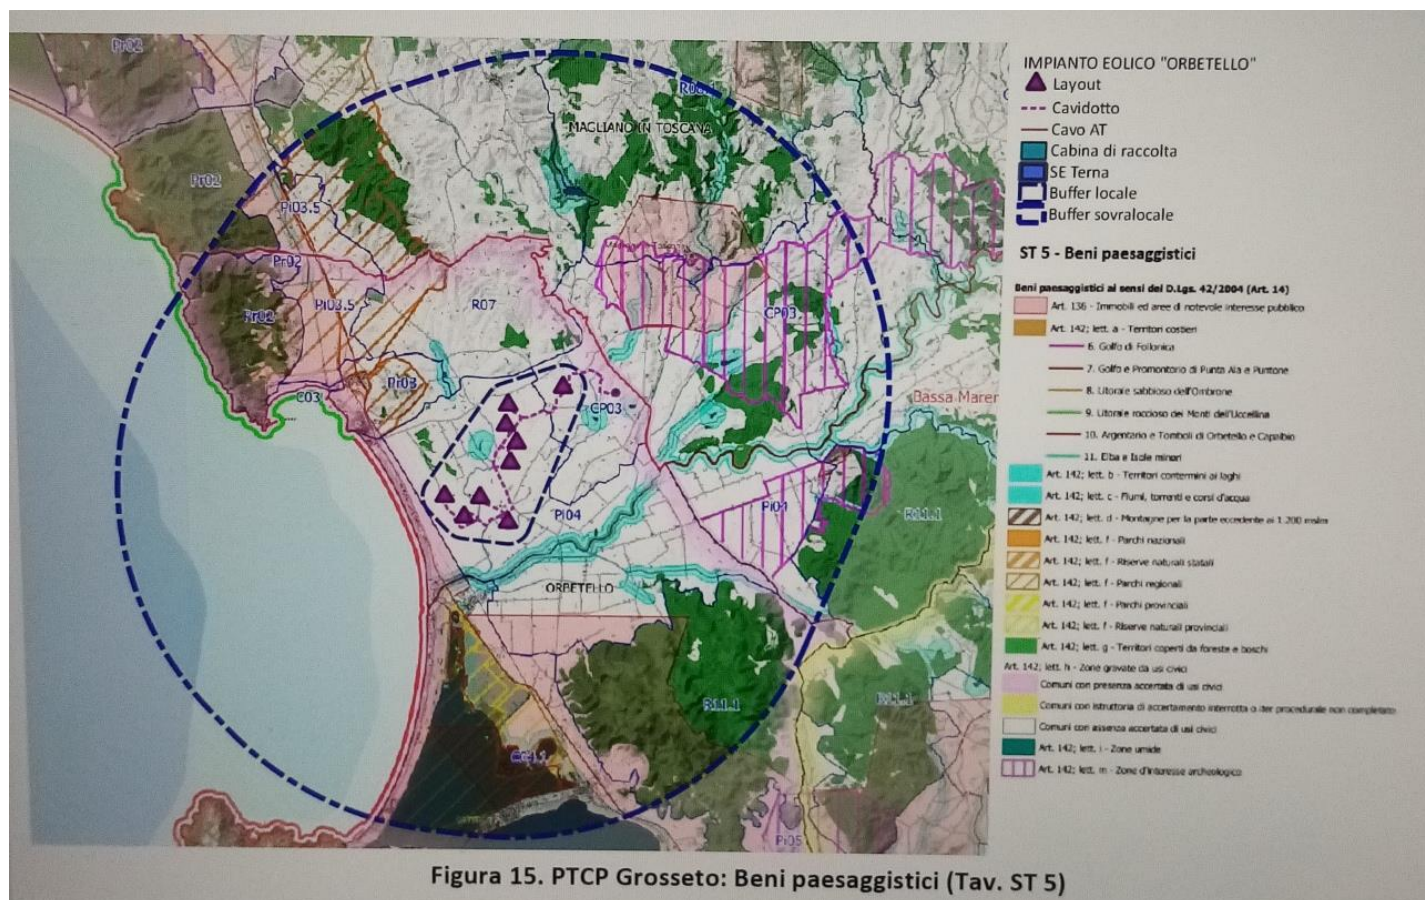 Pr02
MAGLIANO IN TOSCANA
Pr02
Pi03.5
Pr02
Pi03.5
R07
Pr02
CP03
Pi03
C03
CP03
Bassa Marem
Pi04
Pi04
R11.1
ORBETELLO
R11.1
R11.1
C04.1
Pi05
IMPIANTO EOLICO "ORBETELLO"
Layout
Cavidotto
Cavo AT
Cabina di raccolta
SE Terna
Buffer locale
Buffer sovralocale
ST 5 - Beni paesaggistici
Beni paesaggistici ai sensi del D.Lgs. 42/2004 (Art. 14)
Art. 136 - Immobili ed aree di notevole interesse pubblico
Art. 142; lett. a - Territori costieri
6. Golfo di Follonica
7. Golfo e Promontorio di Punta Ala e Puntone
8. Litorale sabbioso dell'Ombrone
9. Litorale roccioso dei Monti dell'Uccellina
10. Argentario e Tomboli di Orbetello e Capalbio
11. Elba e Isole minori
Art. 142; lett. b - Territori contermini ai laghi
Art. 142; lett. c - Fiumi, torrenti e corsi d'acqua
Art. 142; lett. d - Montagne per la parte eccedente ai 1.200 mslm
Art. 142; lett. f - Parchi nazionali
Art. 142; lett. f - Riserve naturali statali
Art. 142; lett. f - Parchi regionali
Art. 142; lett. f - Parchi provinciali
Art. 142; lett. f - Riserve naturali provinciali
Art. 142; lett. g - Territori coperti da foreste e boschi
Art. 142; lett. h - Zone gravate da usi civici
Comuni con presenza accertata di usi civici
Comuni con istruttoria di accertamento interrotta o iter procedurale non completato
Comuni con assenza accertata di usi civici
Art. 142; lett. i - Zone umide
Art. 142; lett. m - Zone d'interesse archeologico
Figura 15. PTCP Grosseto: Beni paesaggistici (Tav. ST 5)